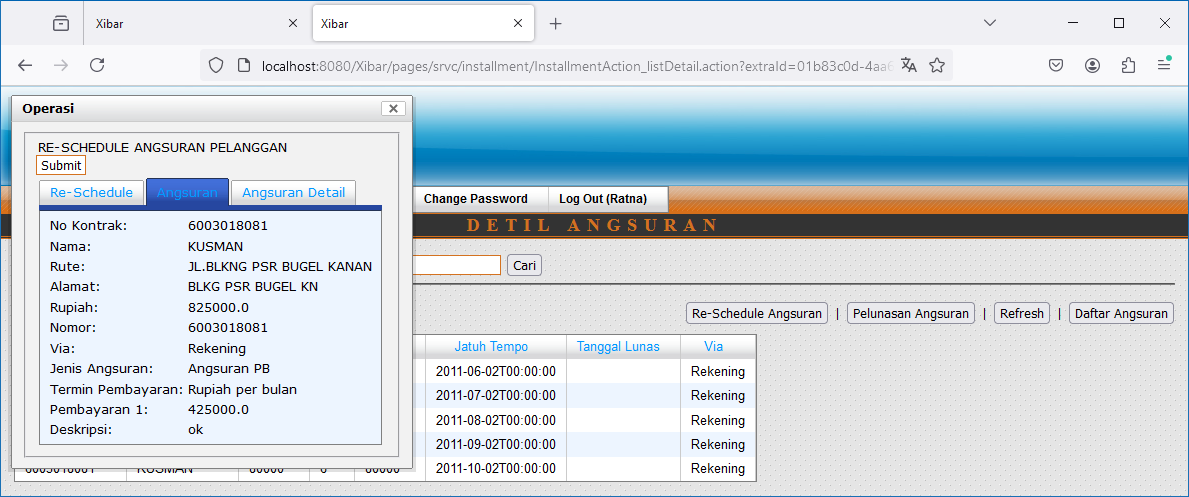 Xibar
Xibar
localhost:8080/Xibar/pages/srvc/installment/InstallmentAction_listDetail.action?extraId=01b83c0d-4aa6
Operasi
RE-SCHEDULE ANGSURAN PELANGGAN
Submit
Re-Schedule Angsuran Angsuran Detail
No Kontrak: 6003018081
Nama: KUSMAN
Rute: JL.BLKNG PSR BUGEL KANAN
Alamat: BLKG PSR BUGEL KN
Rupiah: 825000.0
Nomor: 6003018081
Via: Rekening
Jenis Angsuran: Angsuran PB
Termin Pembayaran: Rupiah per bulan
Pembayaran 1: 425000.0
Deskripsi: ok
Change Password Log Out (Ratna)
DETIL ANGSURAN
Cari
Re-Schedule Angsuran | Pelunasan Angsuran | Refresh | Daftar Angsuran
Jatuh Tempo Tanggal Lunas Via
2011-06-02T00:00:00 Rekening
2011-07-02T00:00:00 Rekening
2011-08-02T00:00:00 Rekening
2011-09-02T00:00:00 Rekening
6003018081 KUSMAN 2011-10-02T00:00:00 Rekening